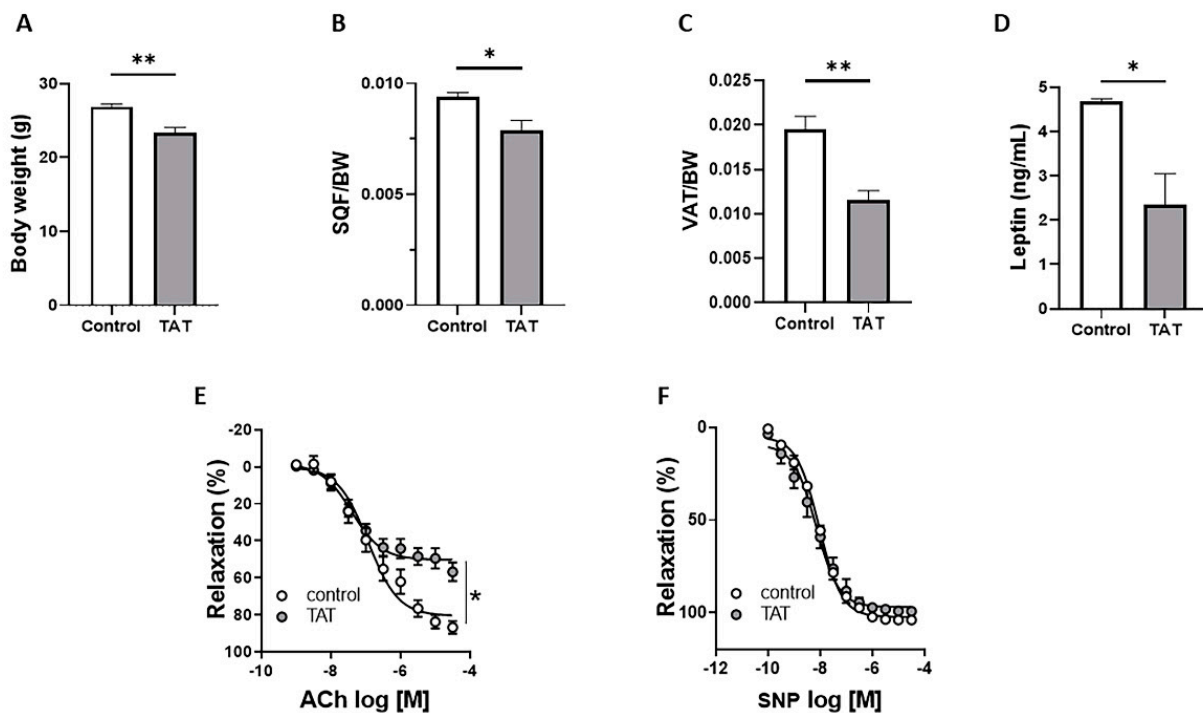 A
B
C
D
**
*
**
*
Body weight (g)
30
20
10
0
Control TAT
SQF/BW
0.010
0.005
0.000
Control TAT
VAT/BW
0.025
0.020
0.015
0.010
0.005
0.000
Control TAT
Leptin (ng/mL)
5
4
3
2
1
0
Control TAT
E
Relaxation (%)
-20
0
20
40
60
80
100
control
TAT
*
-10 -8 -6 -4
ACh log [M]
F
Relaxation (%)
0
50
100
control
TAT
-12 -10 -8 -6 -4
SNP log [M]